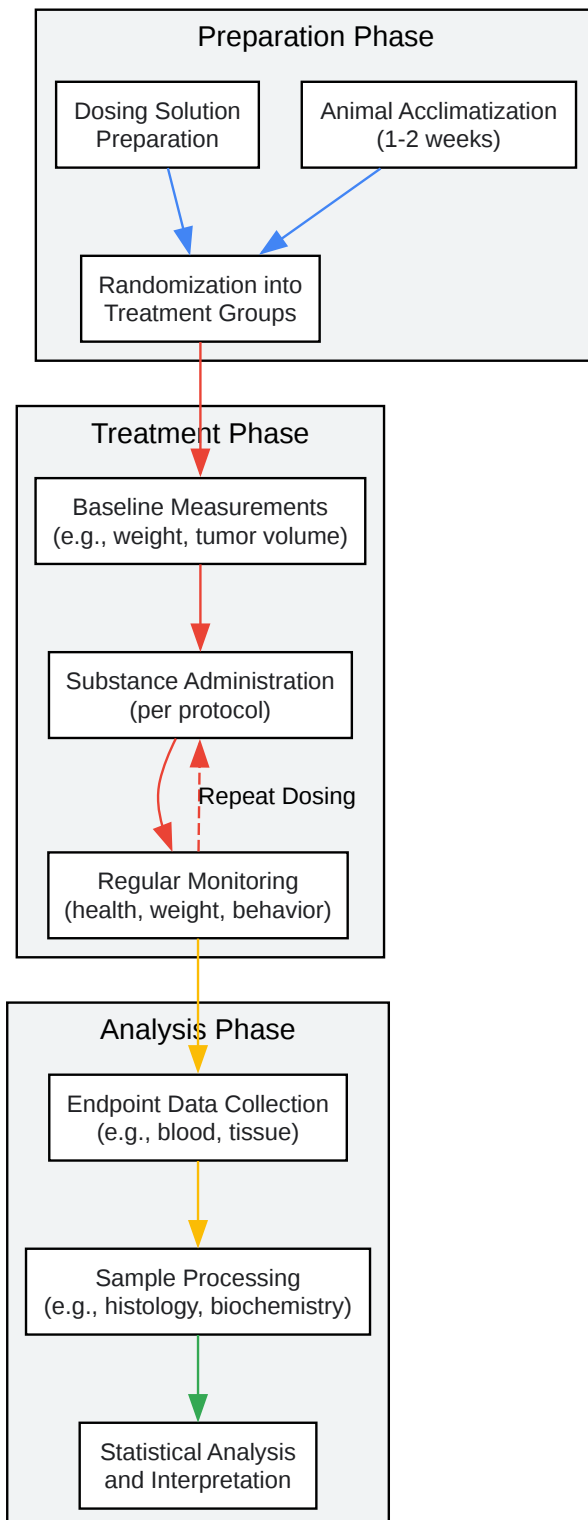 Preparation Phase
Dosing Solution
Preparation
Animal Acclimatization
(1-2 weeks)
Randomization into
Treatment Groups
Treatment Phase
Baseline Measurements
(e.g., weight, tumor volume)
Substance Administration
(per protocol)
Repeat Dosing
Regular Monitoring
(health, weight, behavior)
Analysis Phase
Endpoint Data Collection
(e.g., blood, tissue)
Sample Processing
(e.g., histology, biochemistry)
Statistical Analysis
and Interpretation